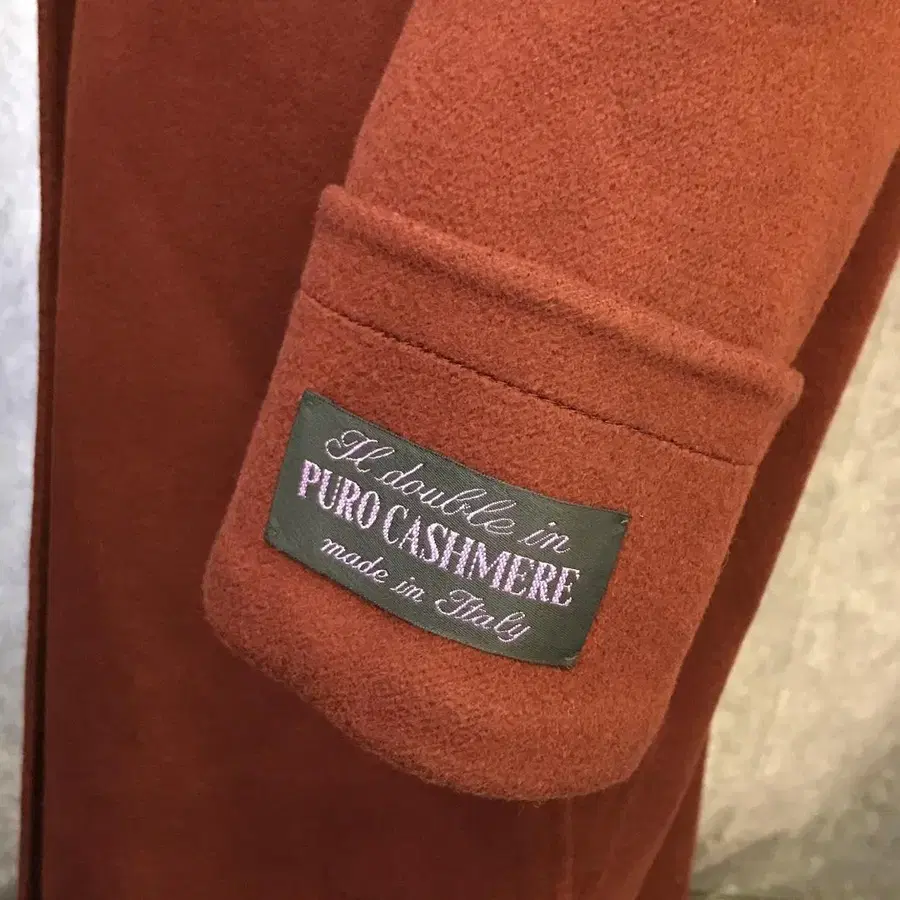 Il double in
PURO CASHMERE
made in Italy